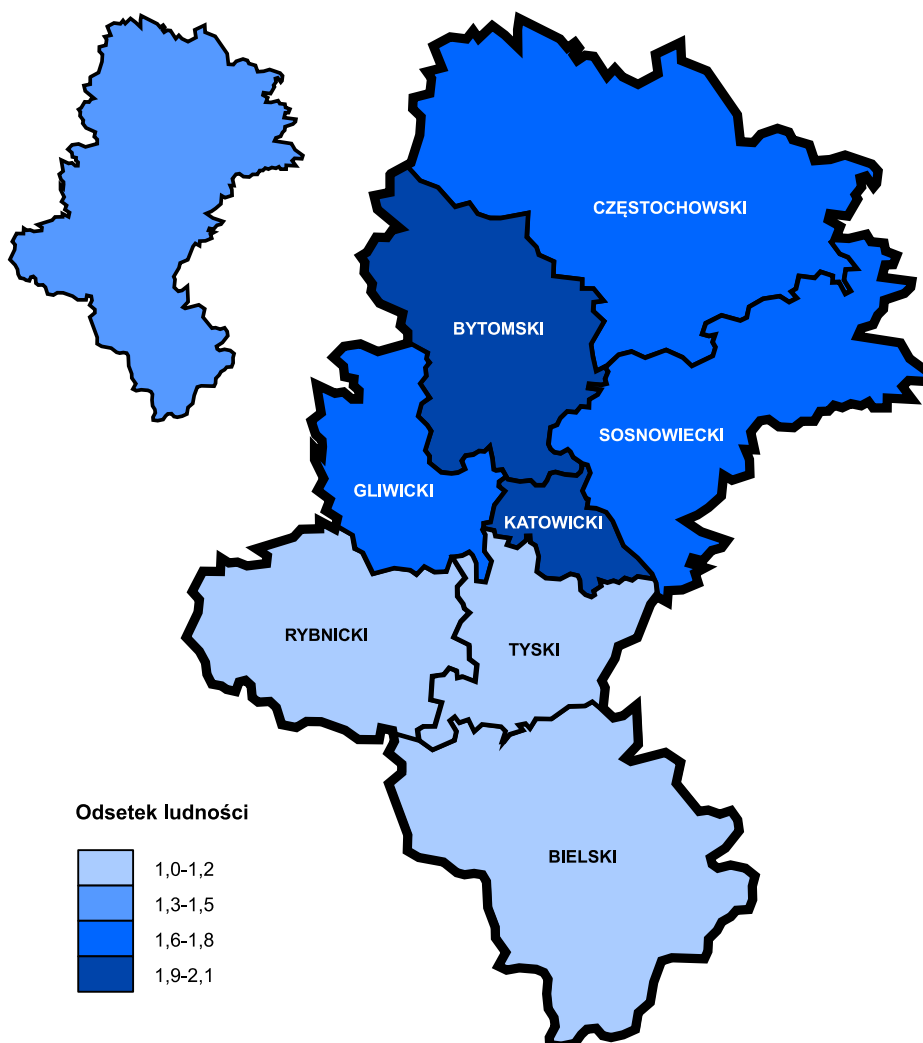 CZĘSTOCHOWSKI
BYTOMSKI
SOSNOWIECKI
GLIWICKI
KATOWICKI
RYBNICKI
TYSKI
BIELSKI
Odsetek ludności
1,0-1,2
1,3-1,5
1,6-1,8
1,9-2,1